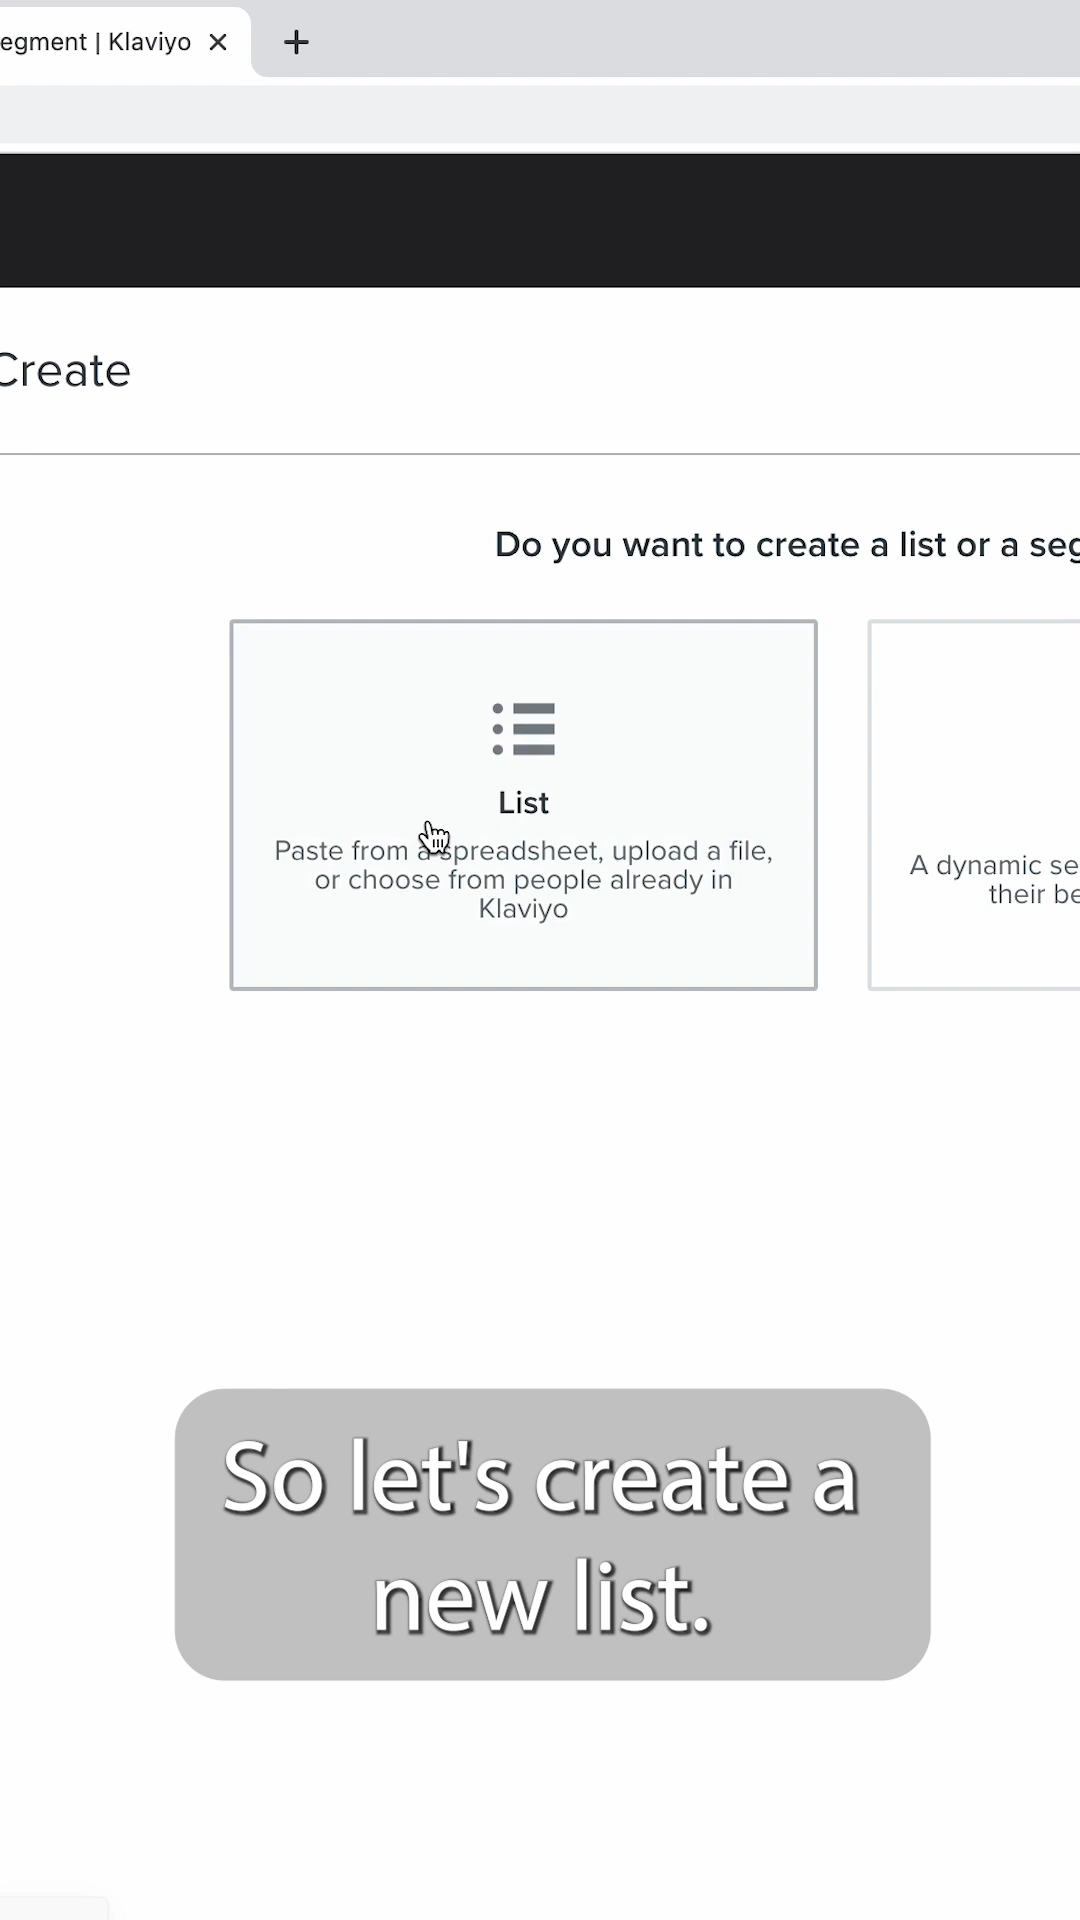 egment | Klaviyo
Create
Do you want to create a list or a seg
List
Paste from a spreadsheet, upload a file,
or choose from people already in
Klaviyo
A dynamic se
their be
So let's create a
new list.